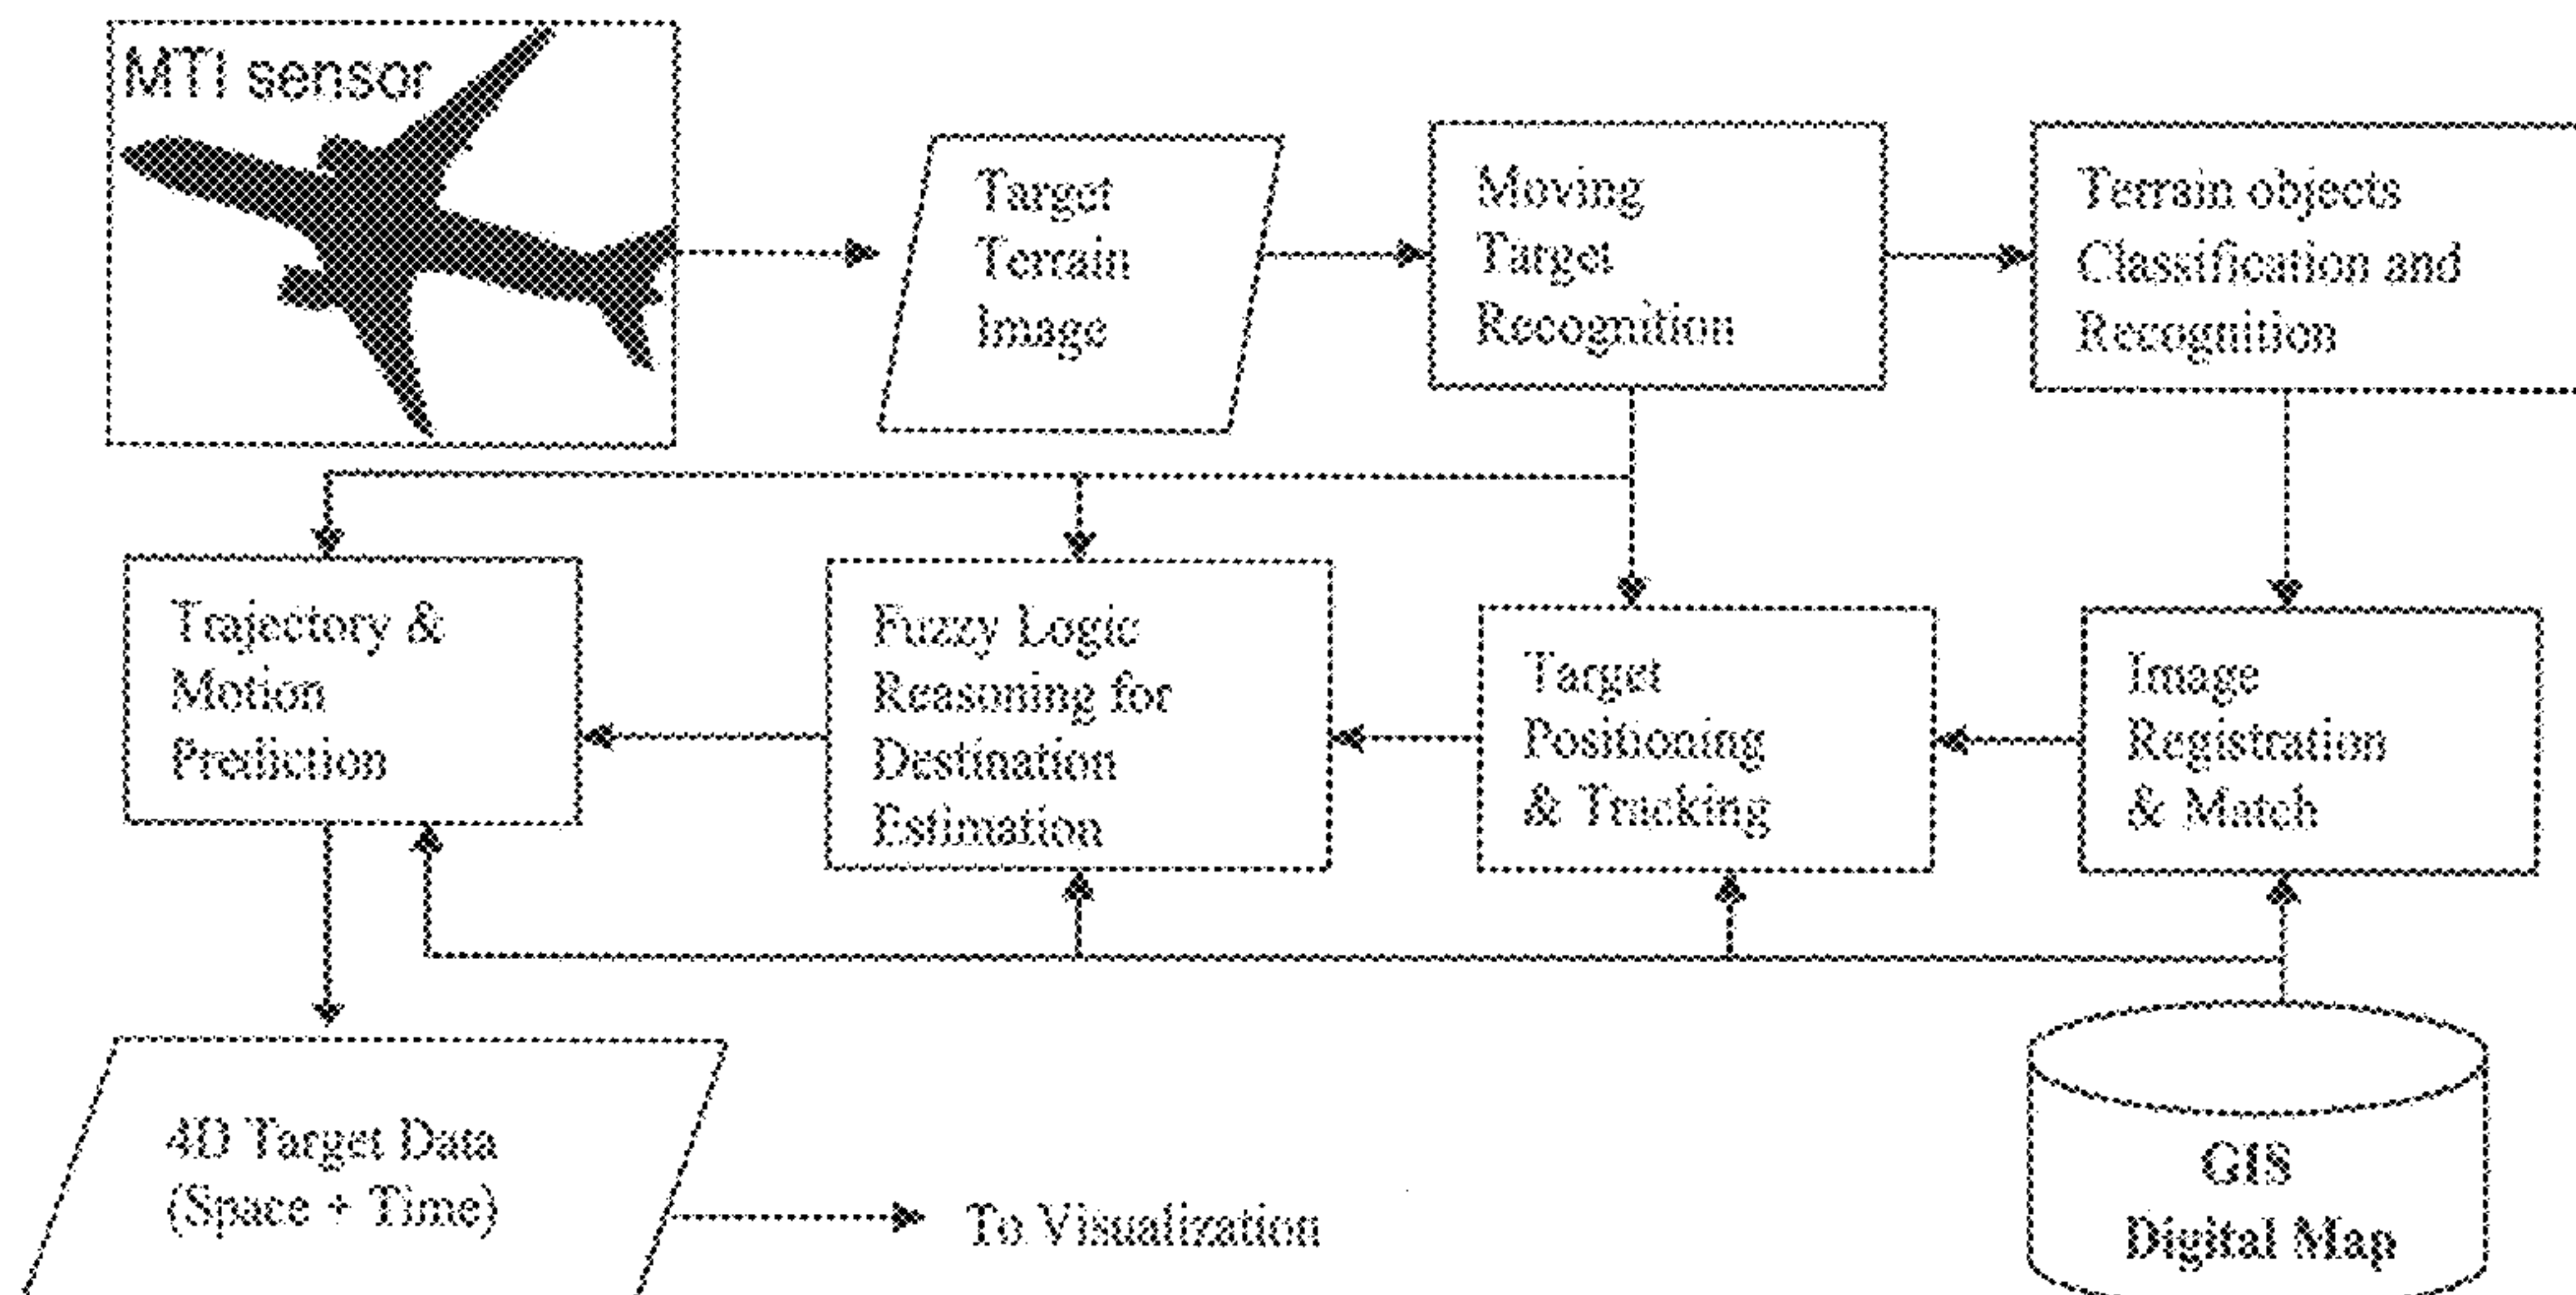 MTI sensor
Target
Terrain
Image
Moving
Target
Recognition
Terrain objects
Classification and
Recognition
Trajectory &
Motion
Prediction
Fuzzy Logic
Reasoning for
Destination
Estimation
Target
Positioning
& Tracking
Image
Registration
& Match
4D Target Data
(Space + Time)
To Visualization
GIS
Digital Map